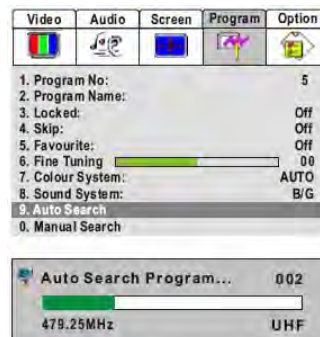 Video Audio Screen Program Option
1. Program No: 5
2. Program Name:
3. Locked: Off
4. Skip: Off
5. Favourite: Off
6. Fine Tuning 00
7. Colour System: AUTO
8. Sound System: B/G
9. Auto Search
0. Manual Search
Auto Search Program... 002
479.25MHz UHF